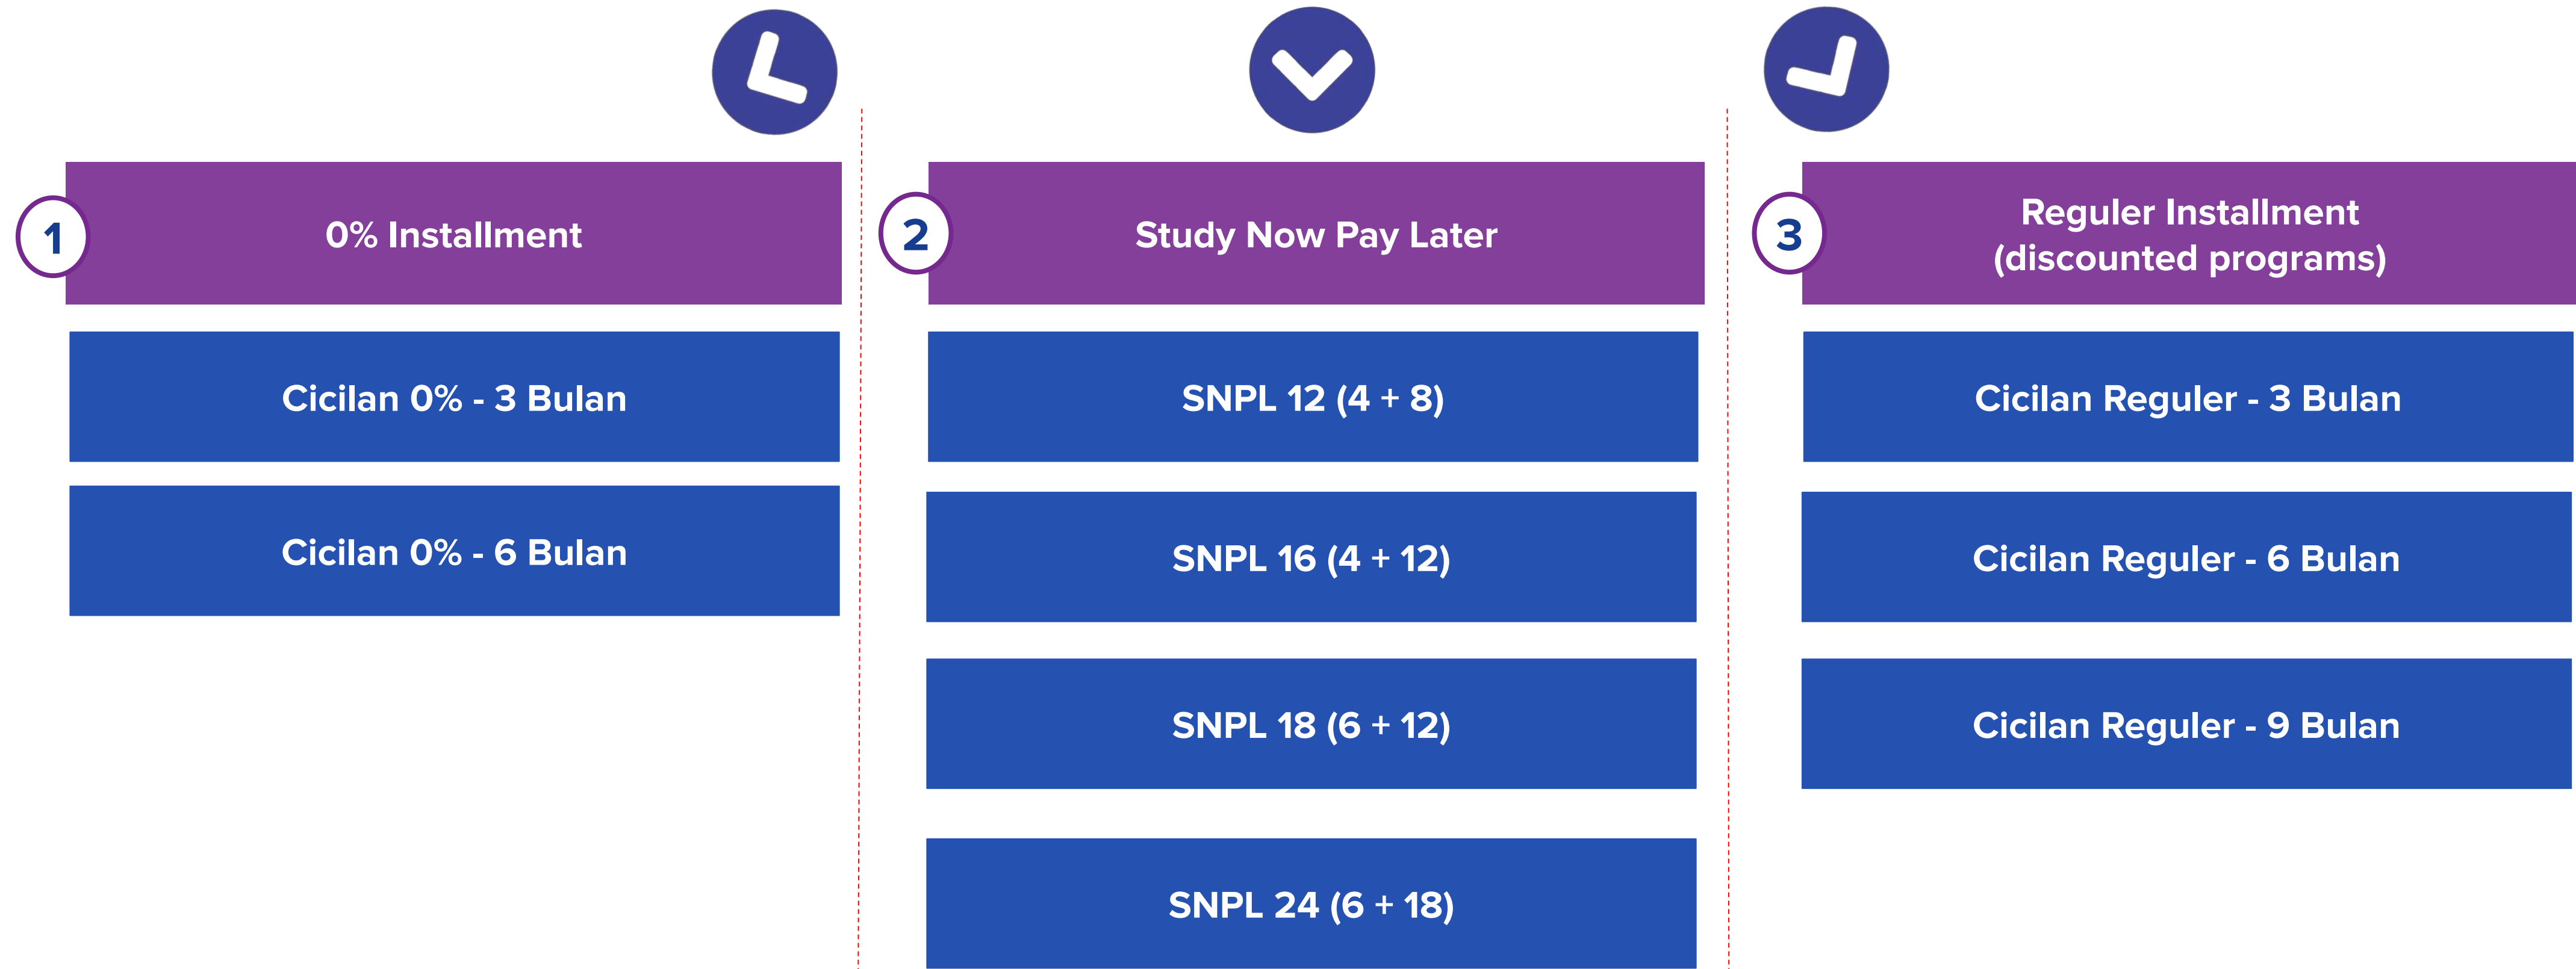 1
0% Installment
Cicilan 0% - 3 Bulan
Cicilan 0% - 6 Bulan
2
Study Now Pay Later
SNPL 12 (4 + 8)
SNPL 16 (4 + 12)
SNPL 18 (6 + 12)
SNPL 24 (6 + 18)
3
Reguler Installment
(discounted programs)
Cicilan Reguler - 3 Bulan
Cicilan Reguler - 6 Bulan
Cicilan Reguler - 9 Bulan